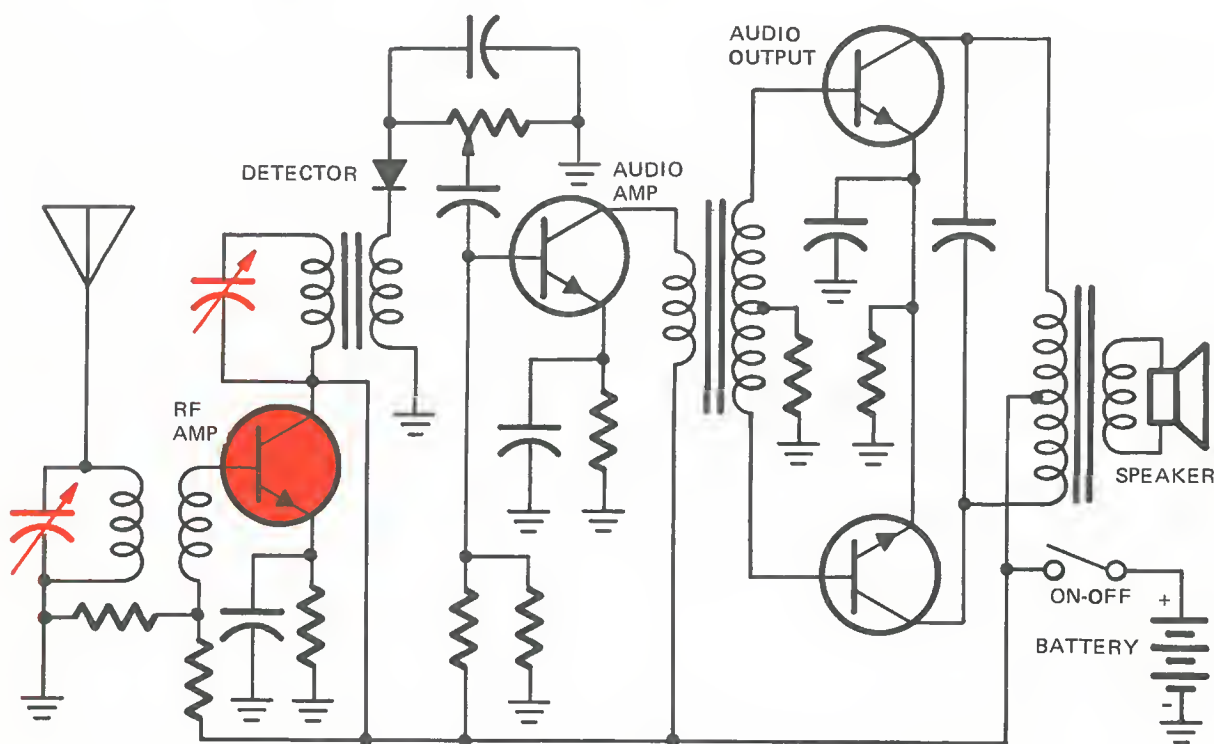 AUDIO
OUTPUT
DETECTOR
AUDIO
AMP
RF
AMP
SPEAKER
ON-OFF
+
BATTERY
-